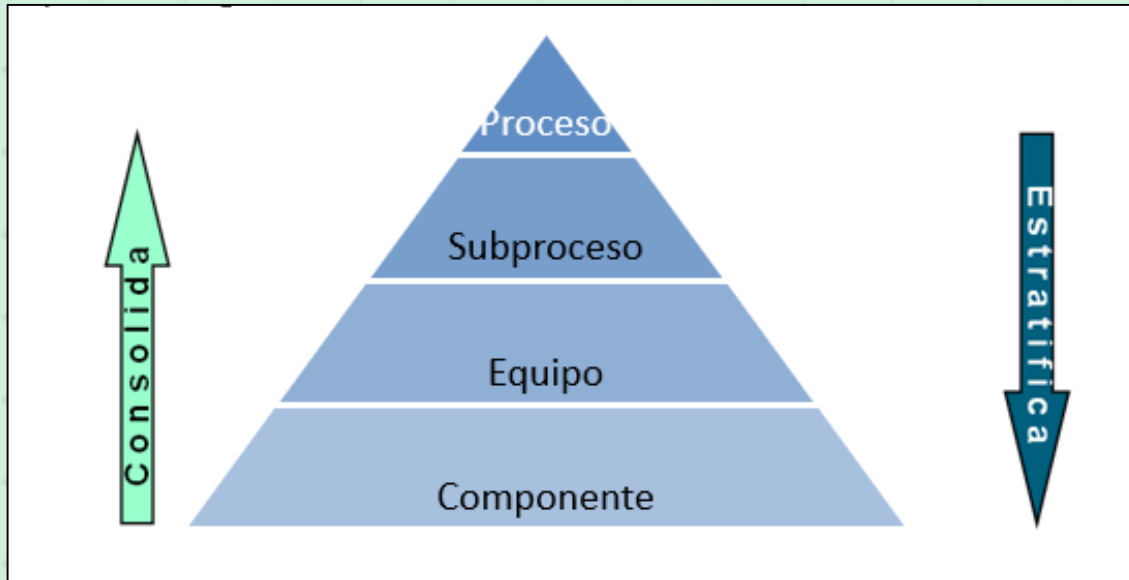 Proceso
Consolida
Subproceso
Estratifica
Equipo
Componente